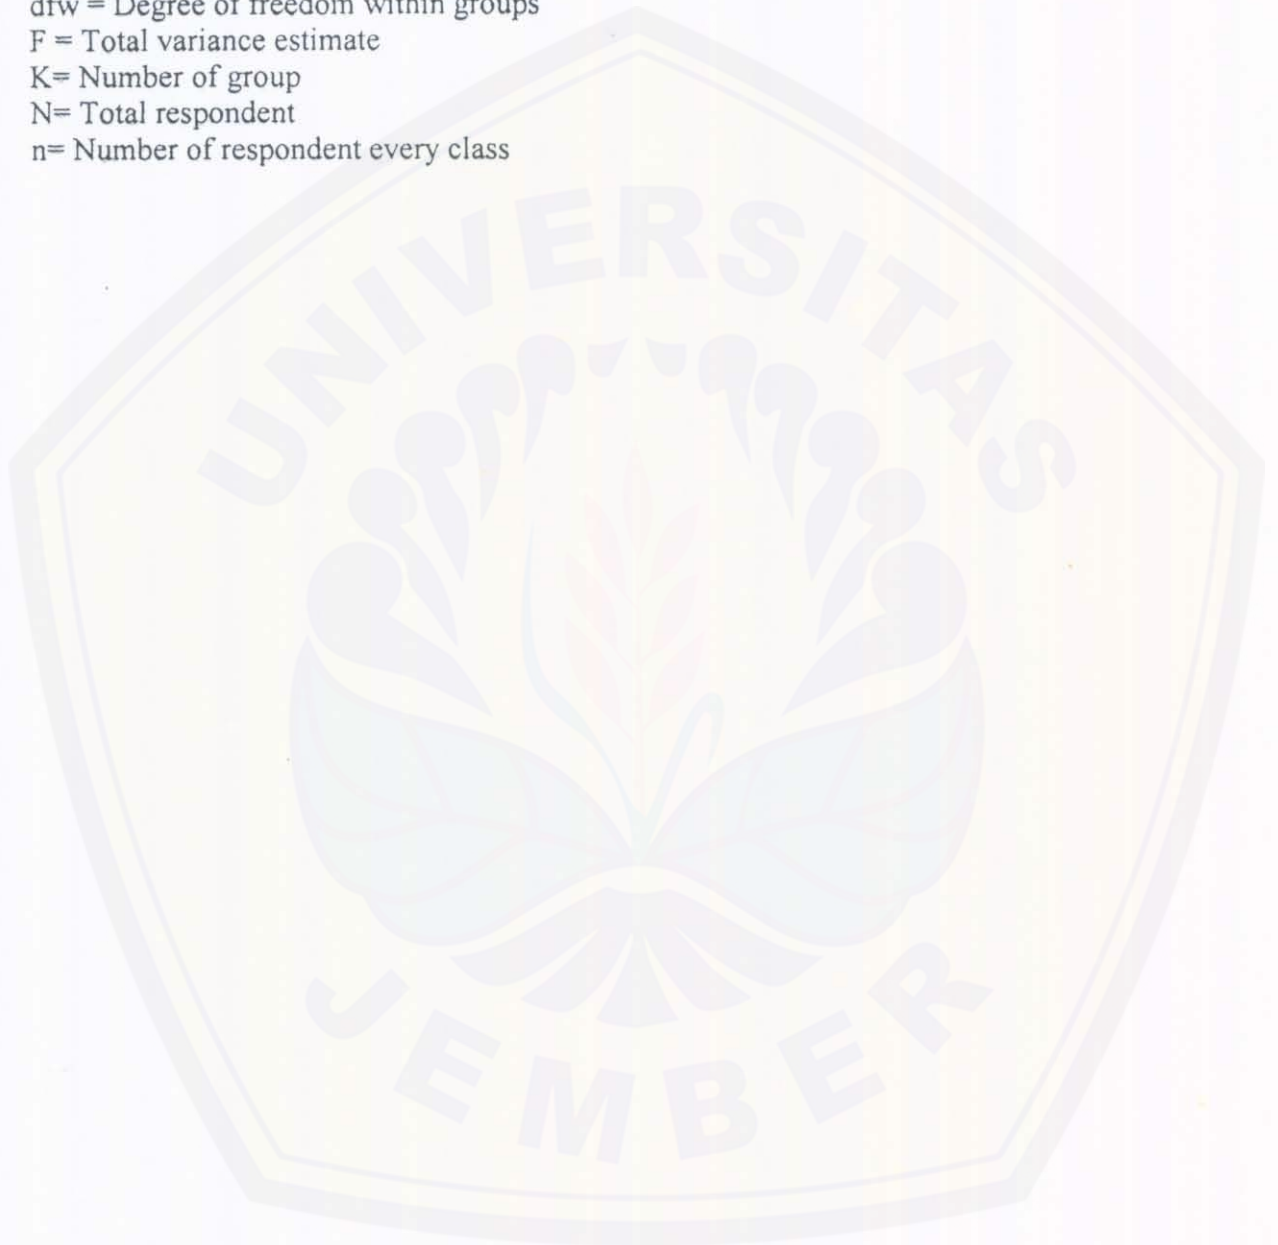 dfw = Degree of freedom within groups
F = Total variance estimate
K= Number of group
N= Total respondent
n= Number of respondent every class
UNIVERSITAS
JEMBER